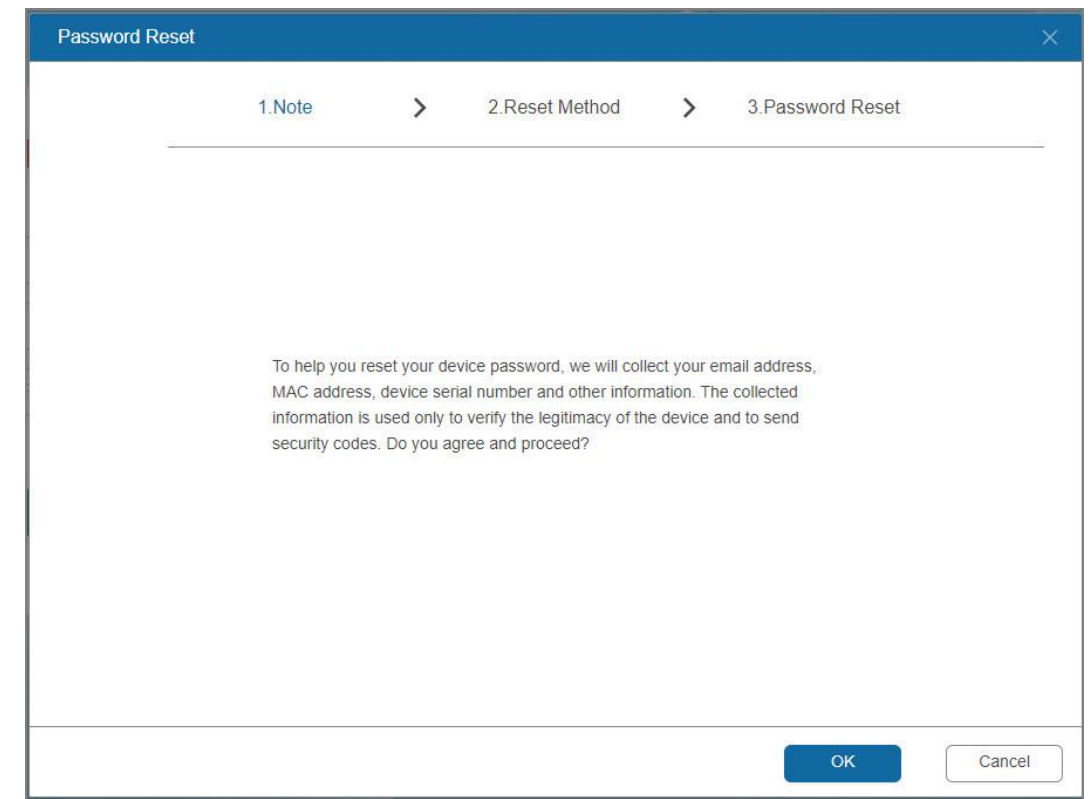 Password Reset
1.Note > 2.Reset Method > 3.Password Reset
To help you reset your device password, we will collect your email address,
MAC address, device serial number and other information. The collected
information is used only to verify the legitimacy of the device and to send
security codes. Do you agree and proceed?
OK Cancel